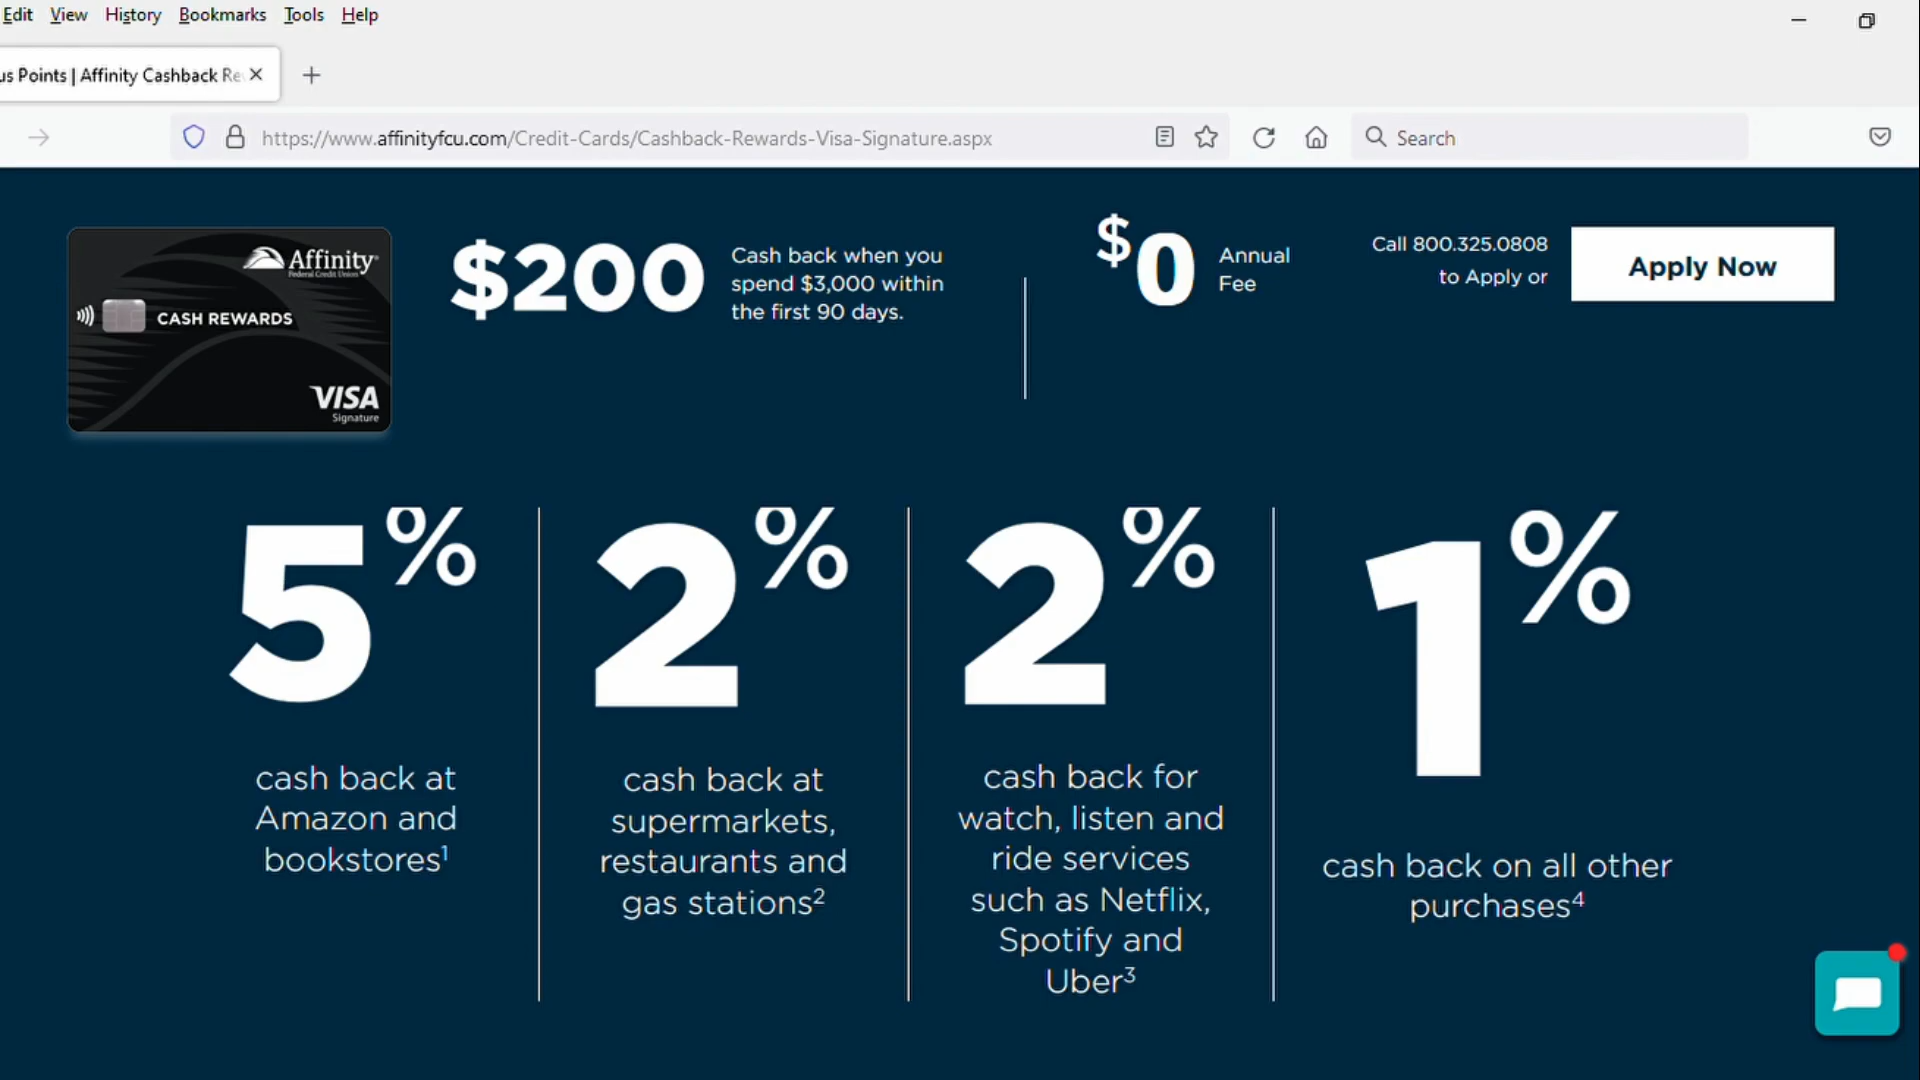 Edit View History Bookmarks Tools Help
us Points | Affinity Cashback Re
https://www.affinityfcu.com/Credit-Cards/Cashback-Rewards-Visa-Signature.aspx
Search
Affinity
Federal Credit Union
CASH REWARDS
VISA
Signature
$200
Cash back when you
spend $3,000 within
the first 90 days.
$0
Annual
Fee
Call 800.325.0808
to Apply or
Apply Now
5%
cash back at
Amazon and
bookstores¹
2%
cash back at
supermarkets,
restaurants and
gas stations²
2%
cash back for
watch, listen and
ride services
such as Netflix,
Spotify and
Uber³
1%
cash back on all other
purchases⁴